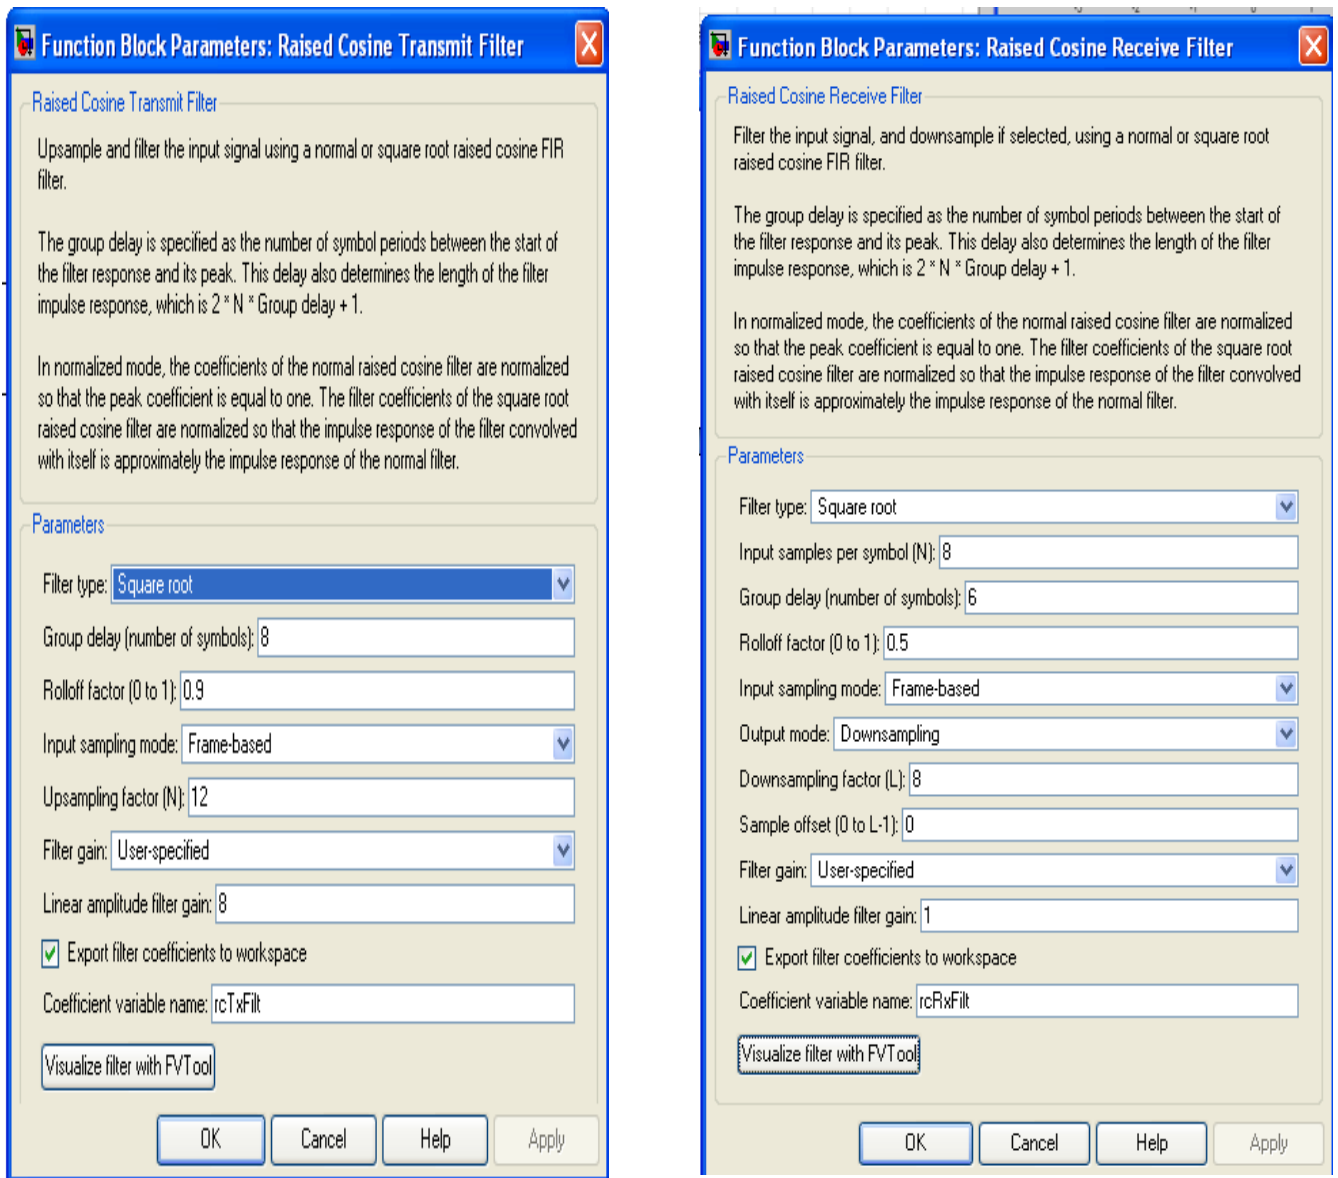 Function Block Parameters: Raised Cosine Transmit Filter
Raised Cosine Transmit Filter
Upsample and filter the input signal using a normal or square root raised cosine FIR
filter.
The group delay is specified as the number of symbol periods between the start of
the filter response and its peak. This delay also determines the length of the filter
impulse response, which is 2 * N * Group delay + 1.
In normalized mode, the coefficients of the normal raised cosine filter are normalized
so that the peak coefficient is equal to one. The filter coefficients of the square root
raised cosine filter are normalized so that the impulse response of the filter convolved
with itself is approximately the impulse response of the normal filter.
Parameters
Filter type: Square root
Group delay (number of symbols): 8
Rolloff factor (0 to 1): 0.9
Input sampling mode: Frame-based
Upsampling factor (N): 12
Filter gain: User-specified
Linear amplitude filter gain: 8
Export filter coefficients to workspace
Coefficient variable name: rcTxFilt
Visualize filter with FVTool
OK Cancel Help Apply
Function Block Parameters: Raised Cosine Receive Filter
Raised Cosine Receive Filter
Filter the input signal, and downsample if selected, using a normal or square root
raised cosine FIR filter.
The group delay is specified as the number of symbol periods between the start of
the filter response and its peak. This delay also determines the length of the filter
impulse response, which is 2 * N * Group delay + 1.
In normalized mode, the coefficients of the normal raised cosine filter are normalized
so that the peak coefficient is equal to one. The filter coefficients of the square root
raised cosine filter are normalized so that the impulse response of the filter convolved
with itself is approximately the impulse response of the normal filter.
Parameters
Filter type: Square root
Input samples per symbol (N): 8
Group delay (number of symbols): 6
Rolloff factor (0 to 1): 0.5
Input sampling mode: Frame-based
Output mode: Downsampling
Downsampling factor (L): 8
Sample offset (0 to L-1): 0
Filter gain: User-specified
Linear amplitude filter gain: 1
Export filter coefficients to workspace
Coefficient variable name: rcRxFilt
Visualize filter with FVTool
OK Cancel Help Apply